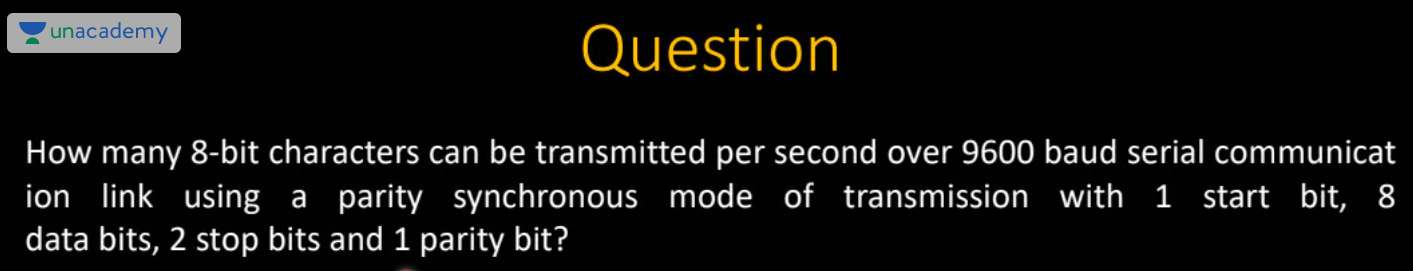 unacademy
Question
How many 8-bit characters can be transmitted per second over 9600 baud serial communicat
ion link using a parity synchronous mode of transmission with 1 start bit, 8
data bits, 2 stop bits and 1 parity bit?